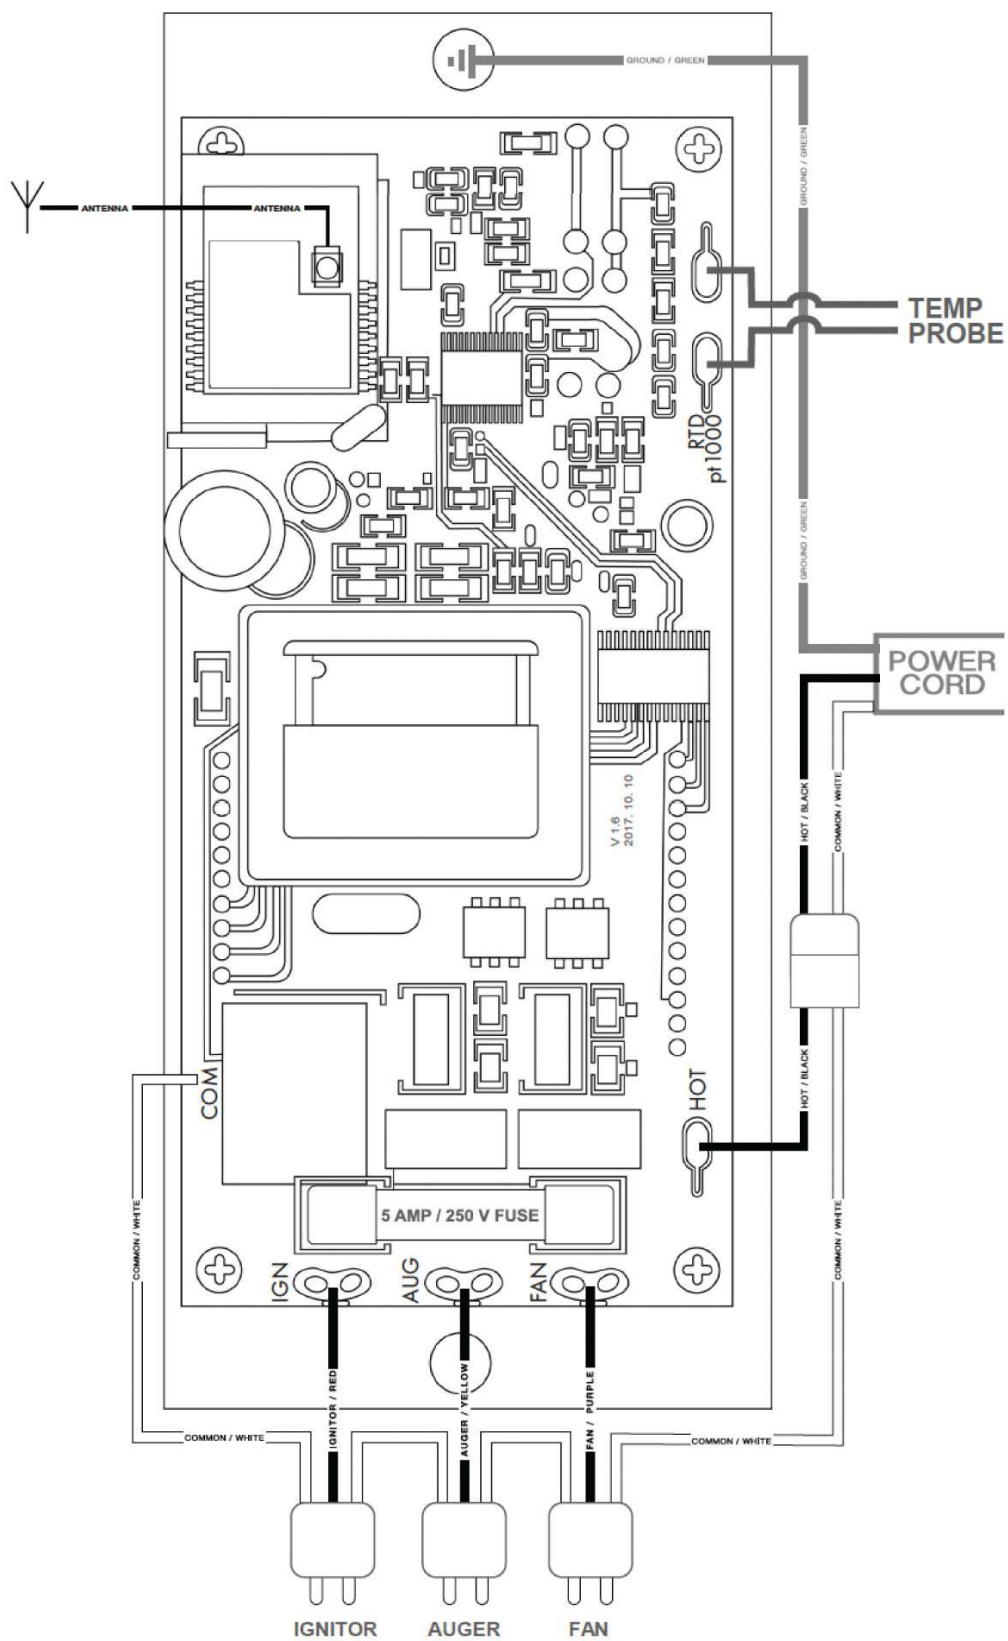 GROUND / GREEN
GROUND / GREEN
ANTENNA
ANTENNA
TEMP
PROBE
RTD
pt1000
GROUND / GREEN
POWER
CORD
V 1.6
2017. 10. 10
HOT / BLACK
COMMON / WHITE
COM
HOT
HOT / BLACK
COMMON / WHITE
COMMON / WHITE
5 AMP / 250 V FUSE
IGN
AUG
FAN
IGNITOR / RED
AUGER / YELLOW
FAN / PURPLE
COMMON / WHITE
COMMON / WHITE
IGNITOR
AUGER
FAN